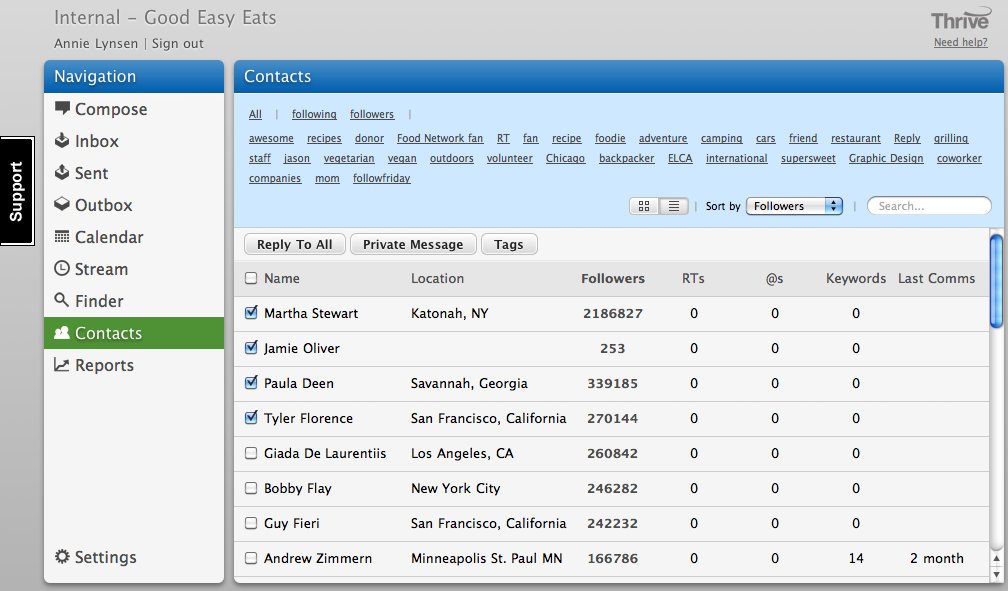 Internal – Good Easy Eats
Annie Lynsen | Sign out
Thrive
Need help?
Support
Navigation
Compose
Inbox
Sent
Outbox
Calendar
Stream
Finder
Contacts
Reports
Settings
Contacts
All | following followers |
awesome recipes donor Food Network fan RT fan recipe foodie adventure camping cars friend restaurant Reply grilling
staff jason vegetarian vegan outdoors volunteer Chicago backpacker ELCA international supersweet Graphic Design coworker
companies mom followfriday
| Sort by Followers | Search...
Reply To All Private Message Tags
Name Location Followers RTs @s Keywords Last Comms
Martha Stewart Katonah, NY 2186827 0 0 0
Jamie Oliver 253 0 0 0
Paula Deen Savannah, Georgia 339185 0 0 0
Tyler Florence San Francisco, California 270144 0 0 0
Giada De Laurentiis Los Angeles, CA 260842 0 0 0
Bobby Flay New York City 246282 0 0 0
Guy Fieri San Francisco, California 242232 0 0 0
Andrew Zimmern Minneapolis St. Paul MN 166786 0 0 14 2 month